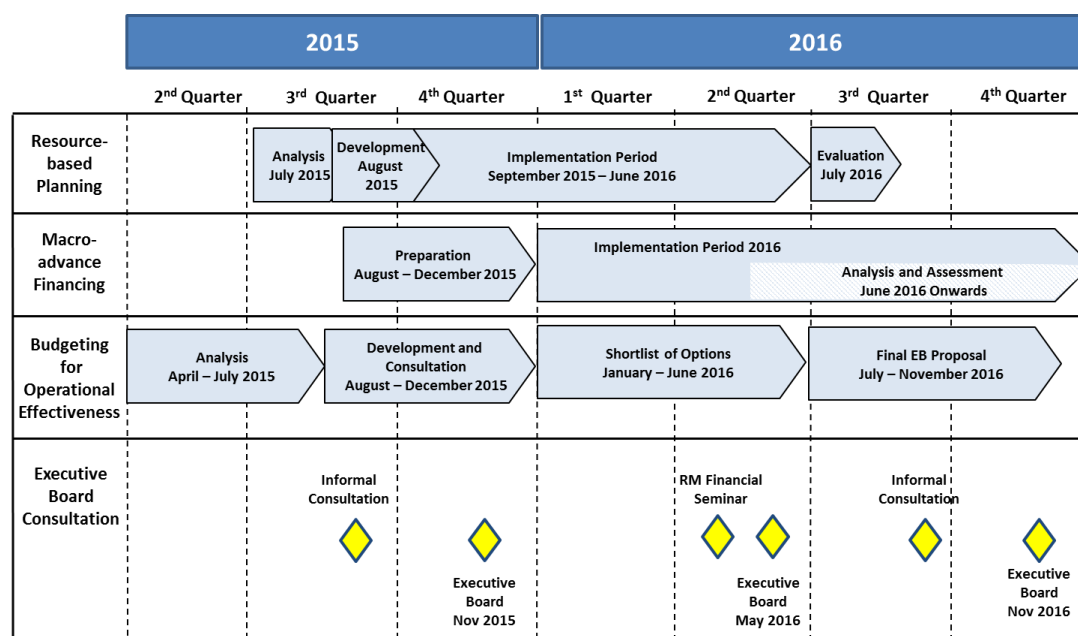 2015
2016
2nd Quarter
3rd Quarter
4th Quarter
1st Quarter
2nd Quarter
3rd Quarter
4th Quarter
Resource-
based
Planning
Analysis
July 2015
Development
August
2015
Implementation Period
September 2015 – June 2016
Evaluation
July 2016
Macro-
advance
Financing
Preparation
August – December 2015
Implementation Period 2016
Analysis and Assessment
June 2016 Onwards
Budgeting
for
Operational
Effectiveness
Analysis
April – July 2015
Development and
Consultation
August – December 2015
Shortlist of Options
January – June 2016
Final EB Proposal
July – November 2016
Executive
Board
Consultation
Informal
Consultation
Executive
Board
Nov 2015
RM Financial
Seminar
Executive
Board
May 2016
Informal
Consultation
Executive
Board
Nov 2016